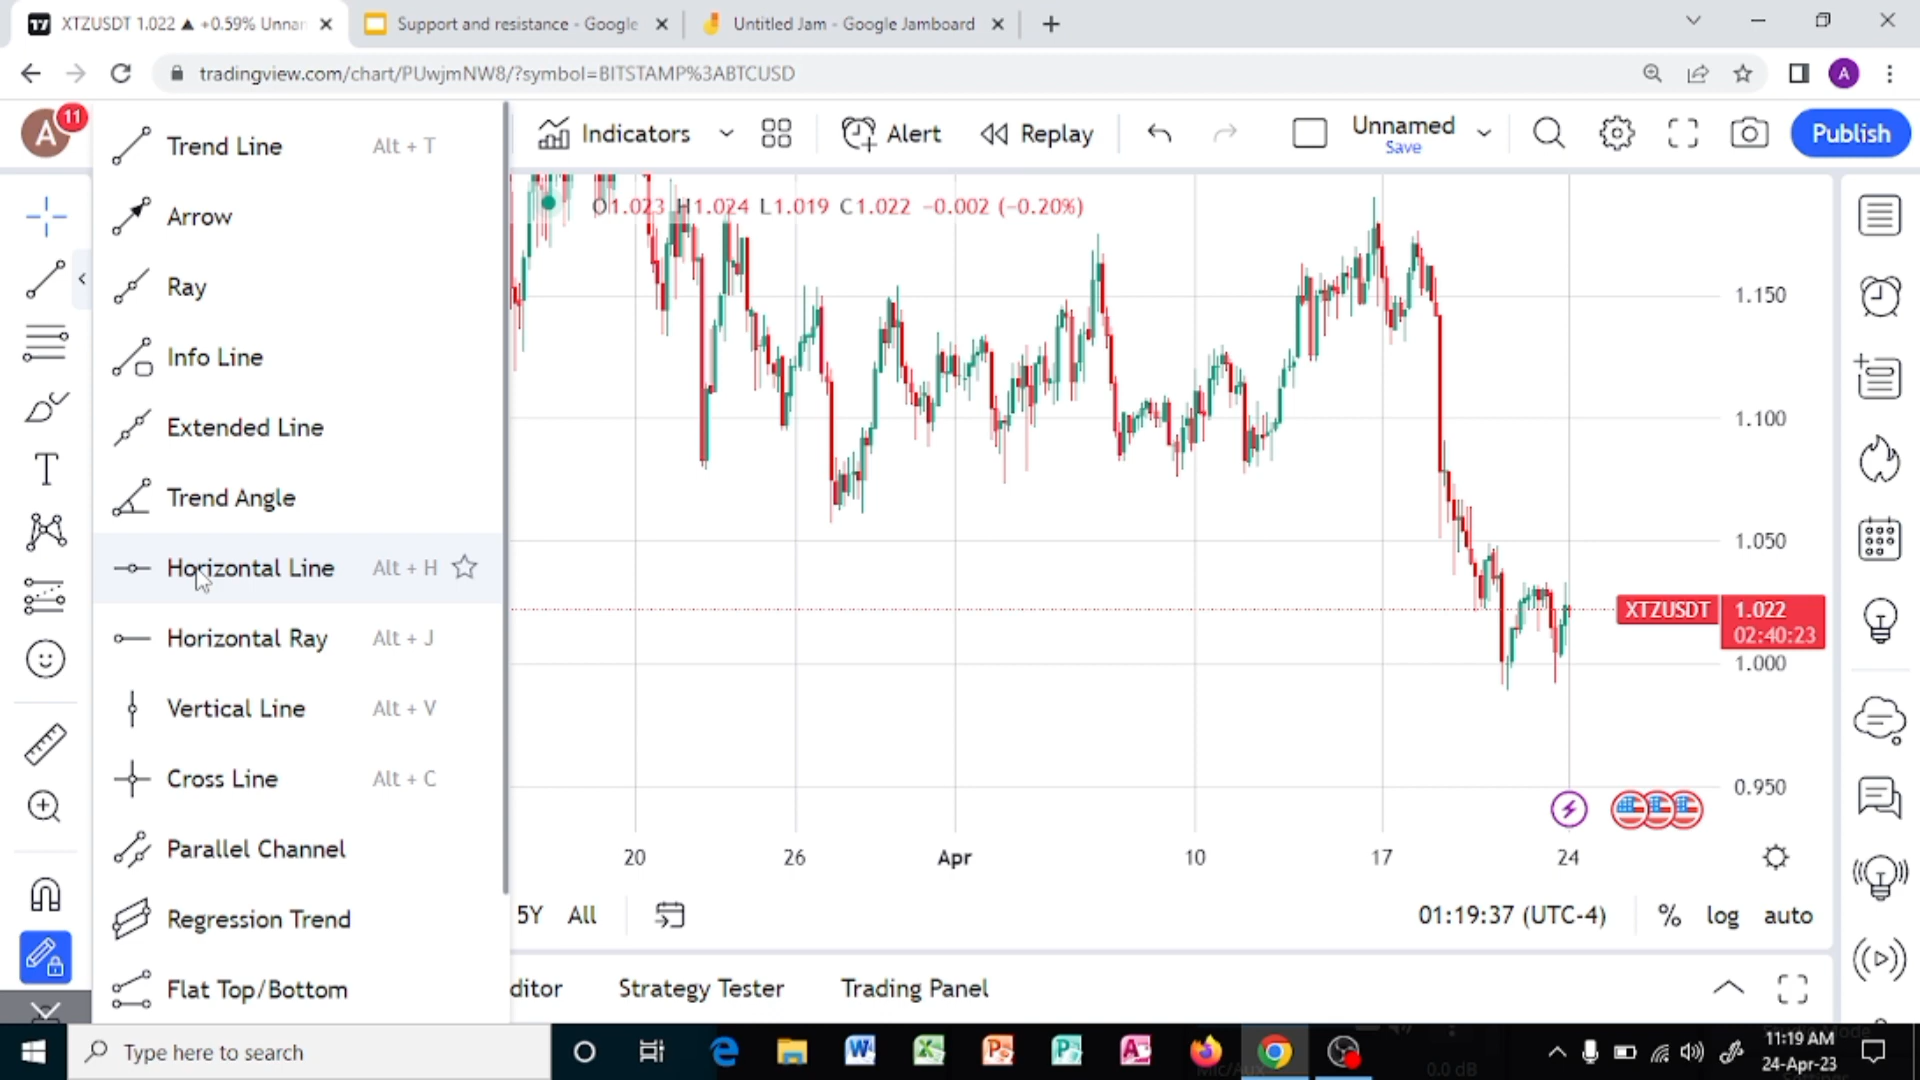 XTZUSDT 1.022 ▲ +0.59% Unnan
Support and resistance - Google
Untitled Jam - Google Jamboard
tradingview.com/chart/PUwjmNW8/?symbol=BITSTAMP%3ABTCUSD
A
A
11
Indicators
Alert
Replay
Unnamed
Save
Publish
Trend Line Alt + T
Arrow
Ray
Info Line
Extended Line
Trend Angle
Horizontal Line Alt + H
Horizontal Ray Alt + J
Vertical Line Alt + V
Cross Line Alt + C
Parallel Channel
Regression Trend
Flat Top/Bottom
O1.023 H1.024 L1.019 C1.022 −0.002 (−0.20%)
1.150
1.100
1.050
XTZUSDT 1.022
02:40:23
1.000
0.950
20 26 Apr 10 17 24
5Y All
01:19:37 (UTC-4) % log auto
ditor Strategy Tester Trading Panel
Type here to search
0.0 dB
11:19 AM
24-Apr-23